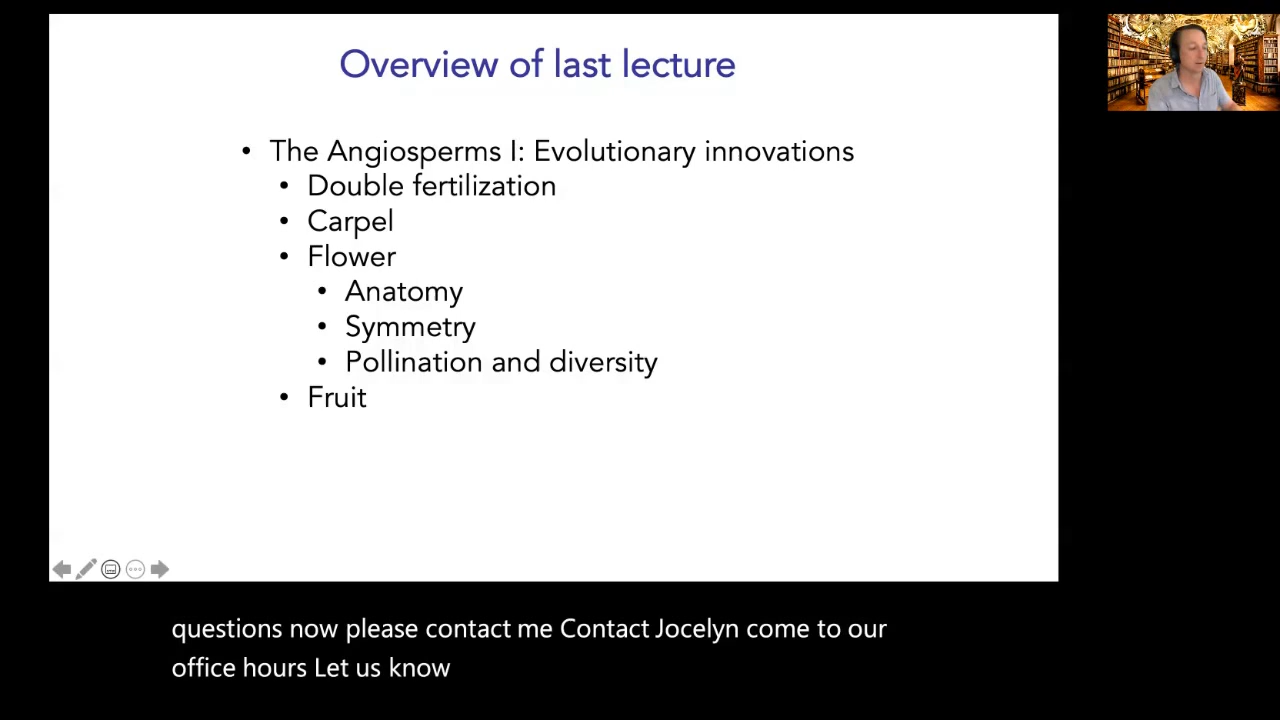 Overview of last lecture
• The Angiosperms I: Evolutionary innovations
• Double fertilization
• Carpel
• Flower
• Anatomy
• Symmetry
• Pollination and diversity
• Fruit
questions now please contact me Contact Jocelyn come to our
office hours Let us know